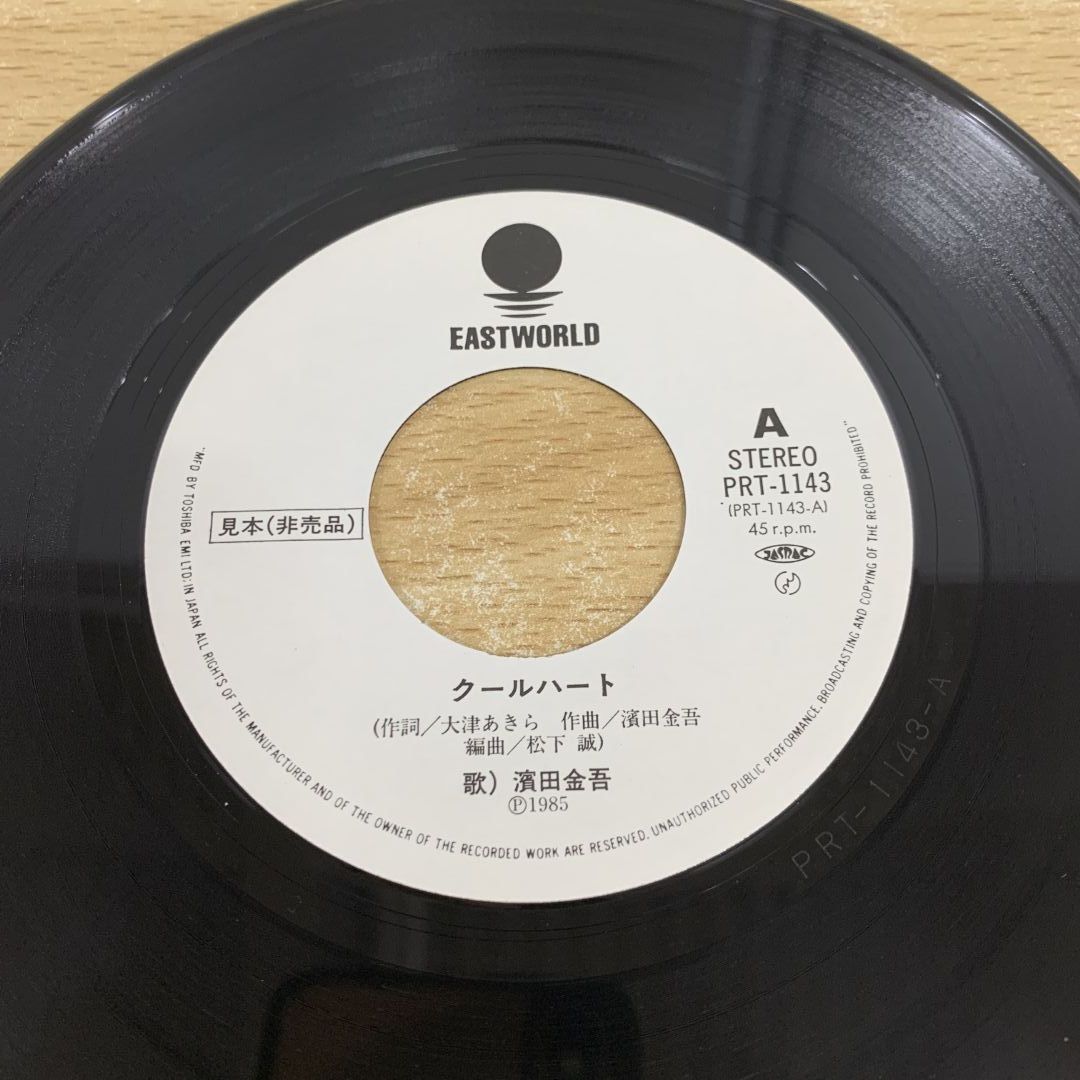 EASTWORLD
A
STEREO
PRT-1143
(PRT-1143-A)
45 r.p.m.
JASRAC
見本(非売品)
クールハート
(作詞/大津あきら 作曲/濱田金吾
編曲/松下 誠)
歌) 濱田金吾
Ⓟ1985
"MFD BY TOSHIBA EMI LTD; IN JAPAN ALL RIGHTS OF THE MANUFACTURER AND OF THE OWNER OF THE RECORDED WORK ARE RESERVED. UNAUTHORIZED PUBLIC PERFORMANCE. BROADCASTING AND COPYING OF THE RECORD PROHIBITED"
PRT-1143-A